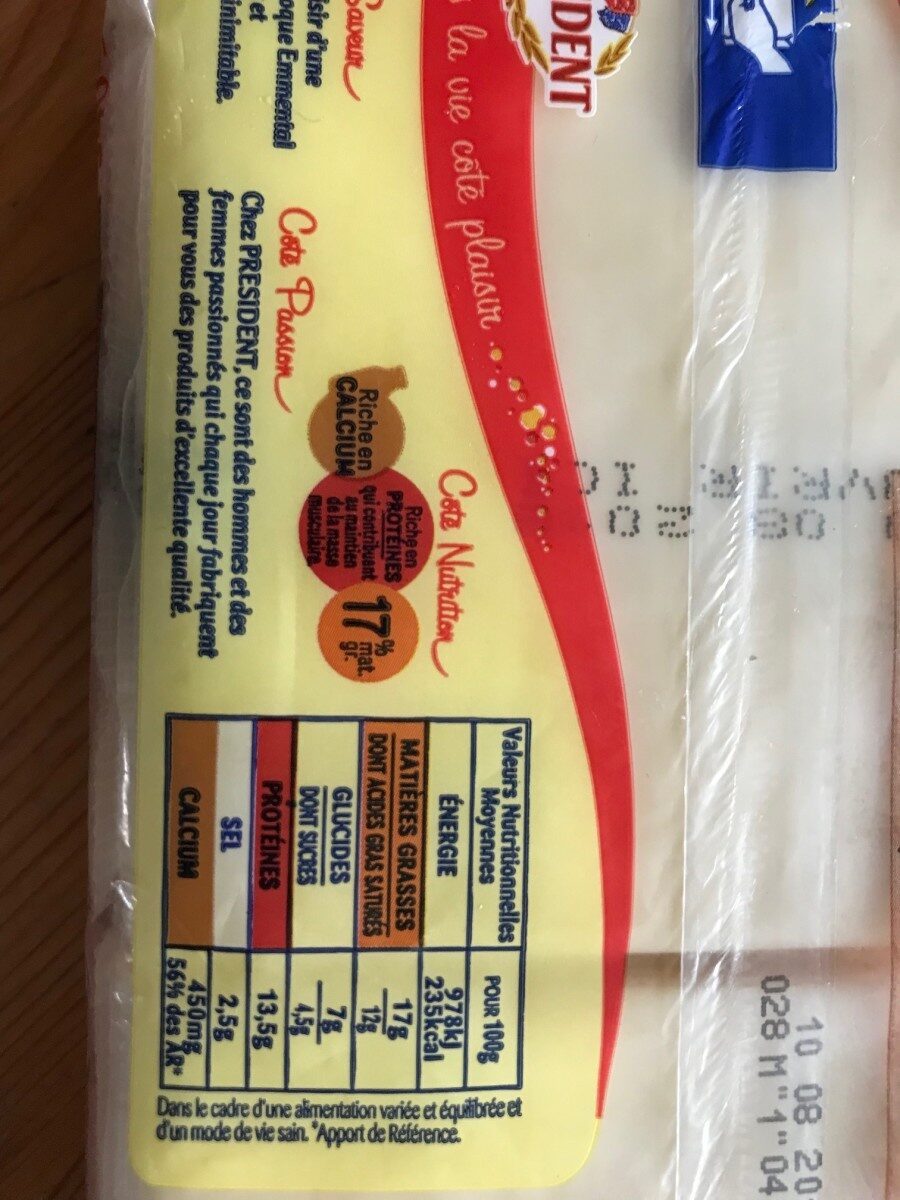 DENT
la vie côté plaisir...
Saveur
sir d'une
oque Emmental
et
inimitable.
Côté Passion
Chez PRESIDENT, ce sont des hommes et des
femmes passionnés qui chaque jour fabriquent
pour vous des produits d'excellente qualité.
Côté Nutrition
Riche en
CALCIUM
Riche en
PROTÉINES
qui contribuent
au maintien
de la masse
musculaire.
17% mat. gr.
Valeurs Nutritionnelles Moyennes POUR 100g
ÉNERGIE 978kJ 235kcal
MATIÈRES GRASSES 17g
DONT ACIDES GRAS SATURÉS 12g
GLUCIDES 7g
DONT SUCRES 4,5g
PROTÉINES 13,5g
SEL 2,5g
CALCIUM 450mg 56% des AR*
Dans le cadre d'une alimentation variée et équilibrée et
d'un mode de vie sain. *Apport de Référence.
10 08 20
028 M "1"04